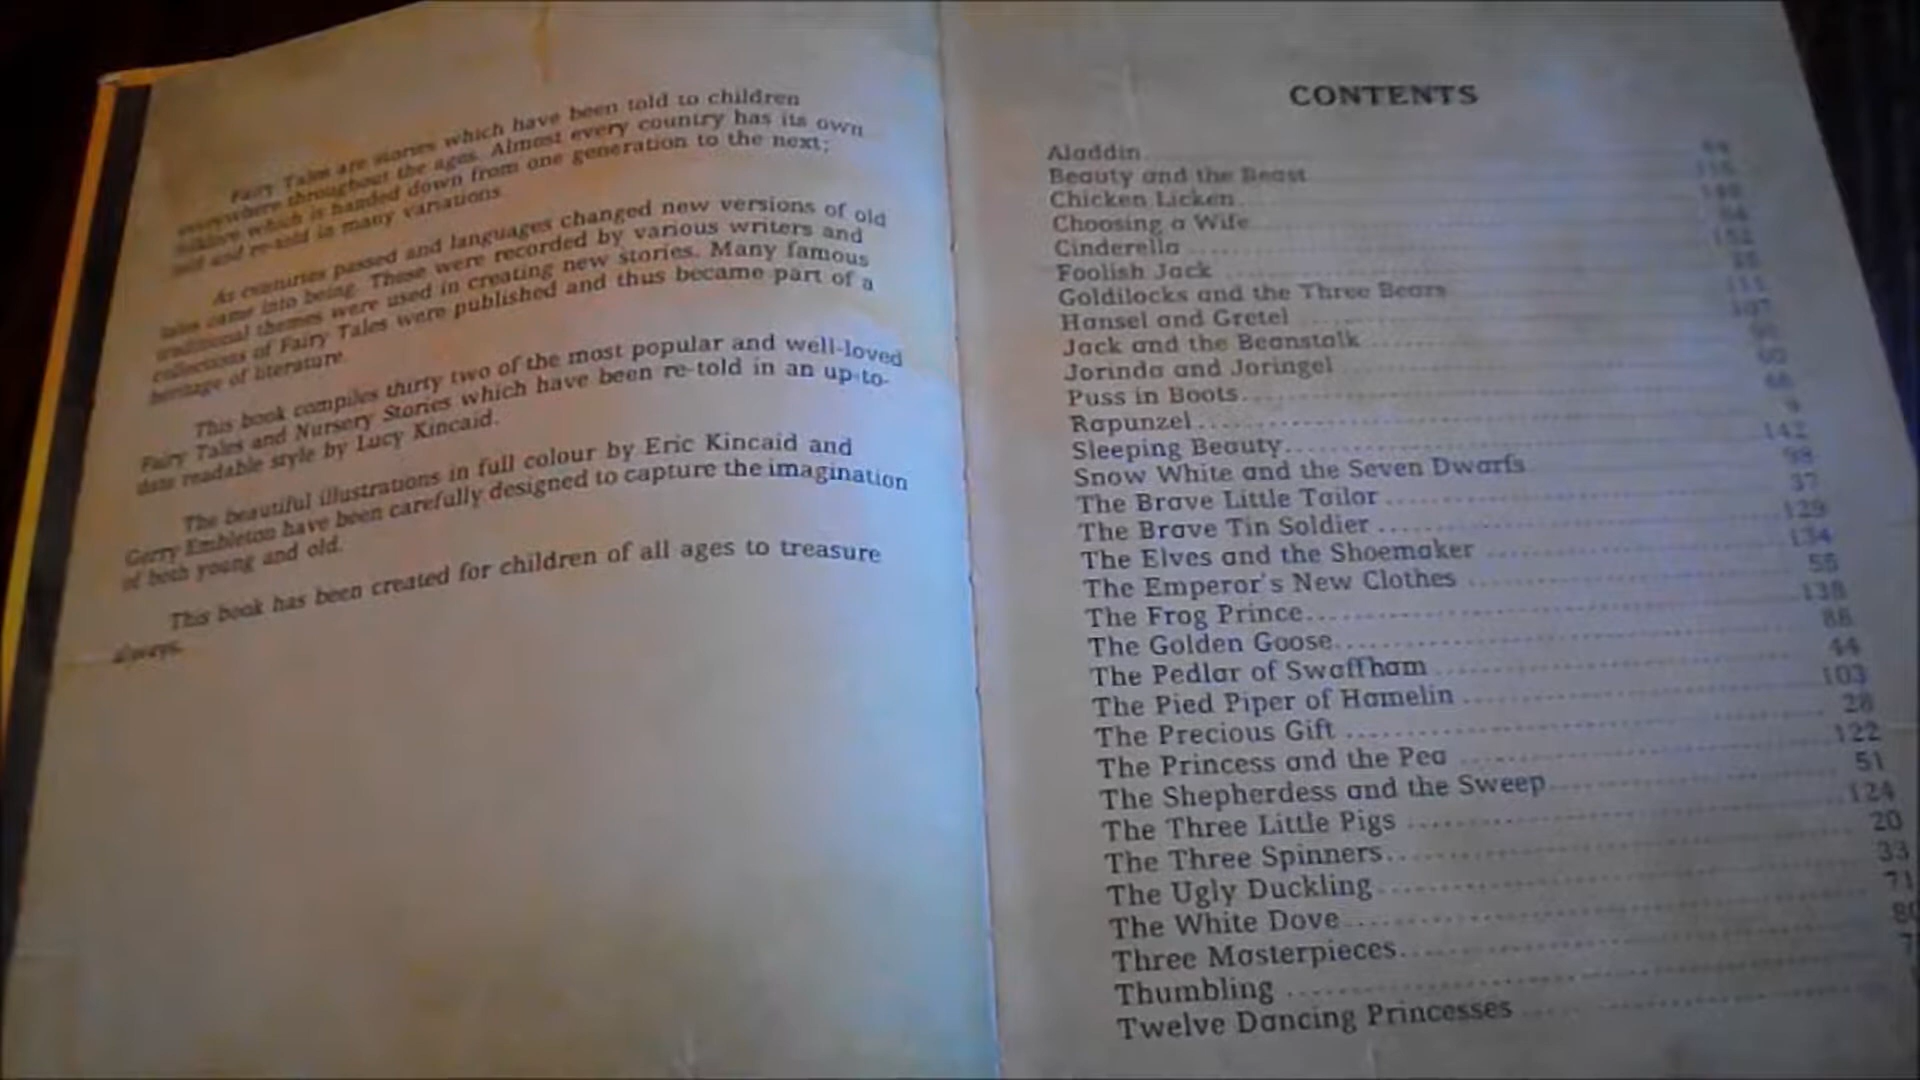 Fairy Tales are stories which have been told to children
everywhere throughout the ages. Almost every country has its own
folklore which is handed down from one generation to the next;
told and re-told in many variations.
As centuries passed and languages changed new versions of old
tales came into being. These were recorded by various writers and
traditional themes were used in creating new stories. Many famous
collections of Fairy Tales were published and thus became part of a
heritage of literature.
This book compiles thirty two of the most popular and well-loved
Fairy Tales and Nursery Stories which have been re-told in an up-to-
date readable style by Lucy Kincaid.
The beautiful illustrations in full colour by Eric Kincaid and
Gerry Embleton have been carefully designed to capture the imagination
of both young and old.
This book has been created for children of all ages to treasure
always.
CONTENTS
Aladdin
Beauty and the Beast
Chicken Licken
Choosing a Wife
Cinderella
Foolish Jack
Goldilocks and the Three Bears
Hansel and Gretel
Jack and the Beanstalk
Jorinda and Joringel
Puss in Boots
Rapunzel
Sleeping Beauty
Snow White and the Seven Dwarfs
The Brave Little Tailor
The Brave Tin Soldier
The Elves and the Shoemaker
The Emperor's New Clothes
The Frog Prince
The Golden Goose
The Pedlar of Swaffham
The Pied Piper of Hamelin
The Precious Gift
The Princess and the Pea
The Shepherdess and the Sweep
The Three Little Pigs
The Three Spinners
The Ugly Duckling
The White Dove
Three Masterpieces
Thumbling
Twelve Dancing Princesses